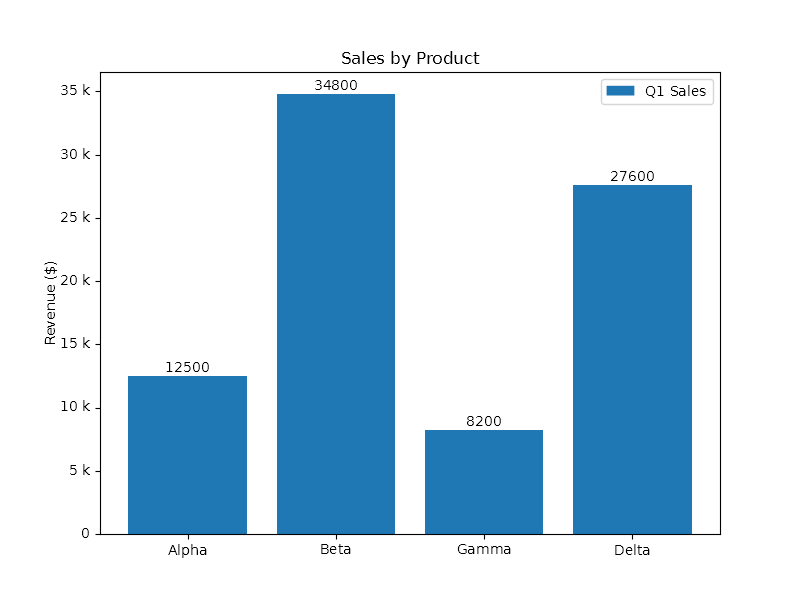 Sales by Product
34800
35 k
Q1 Sales
30 k
27600
25 k
20 k
Revenue ($)
15 k
12500
10 k
8200
5 k
0
Alpha Beta Gamma Delta